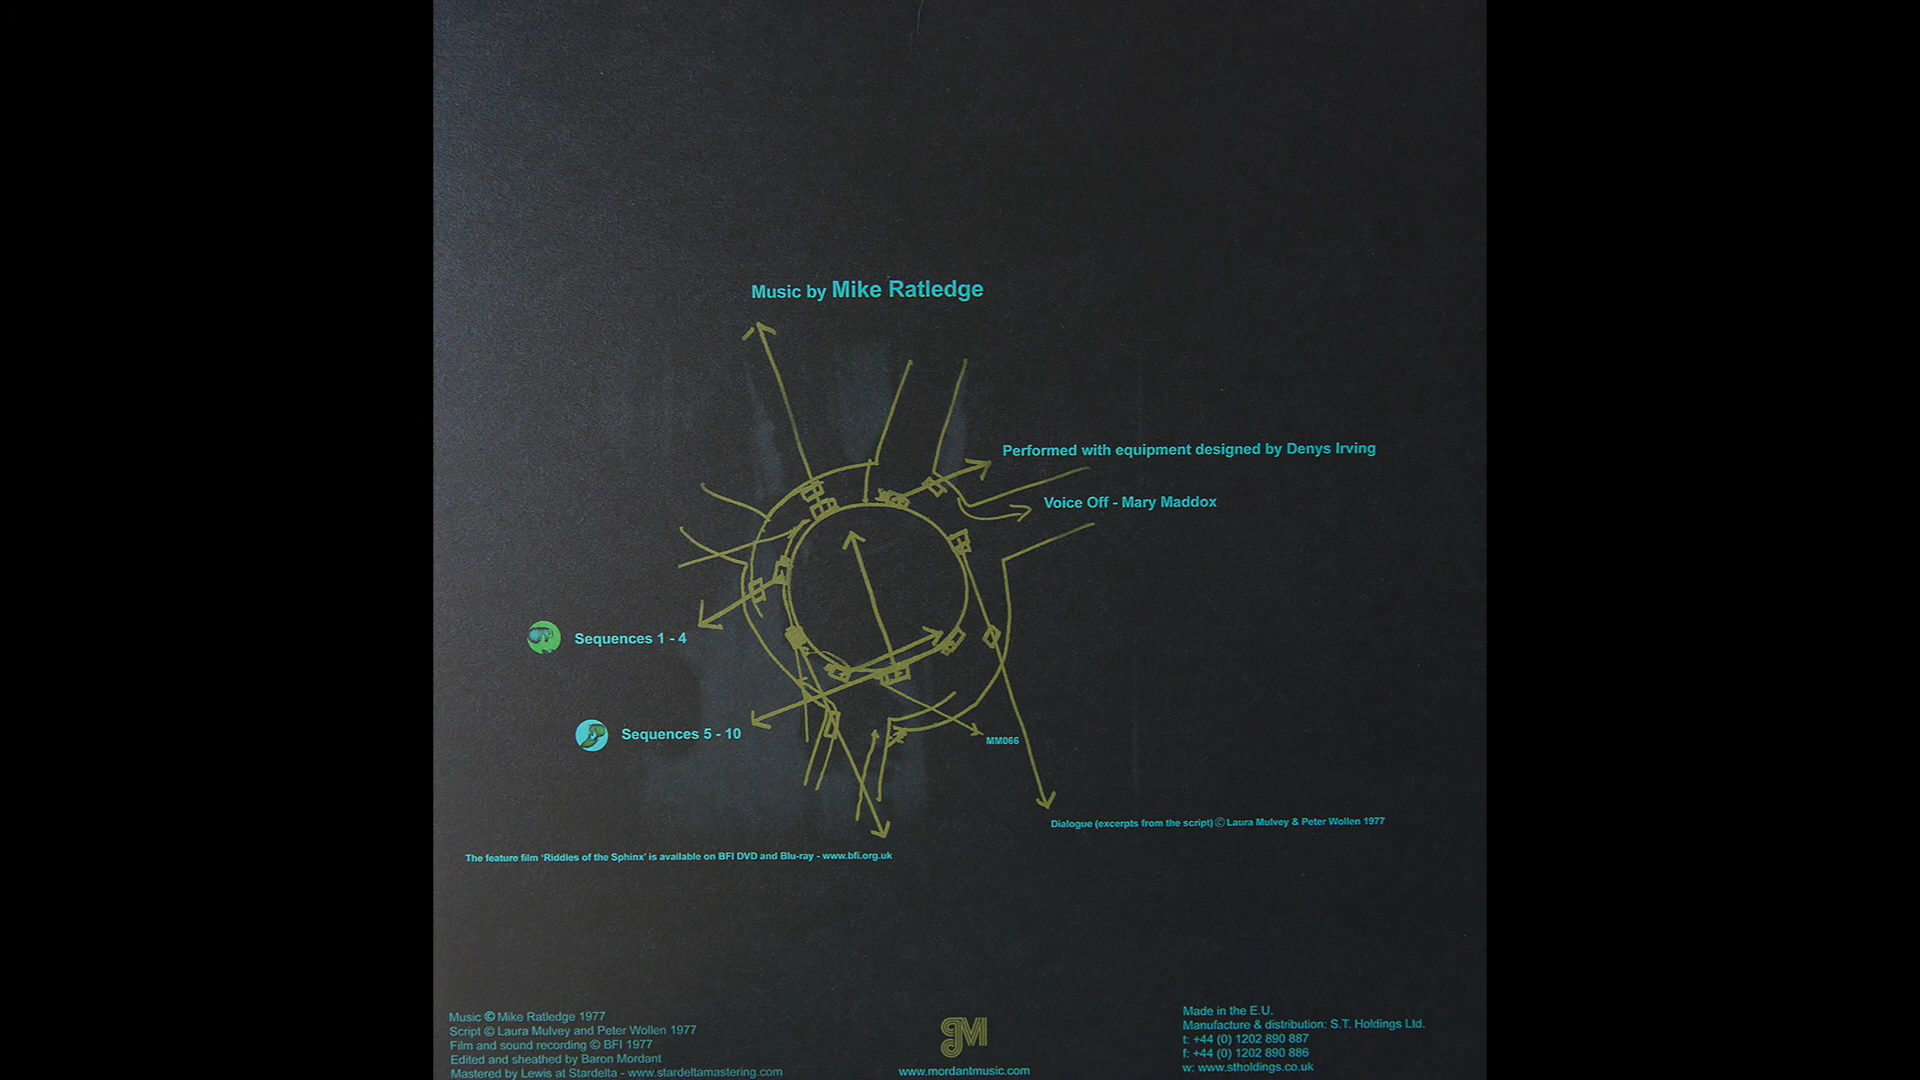 Music by Mike Ratledge
Performed with equipment designed by Denys Irving
Voice Off - Mary Maddox
Sequences 1 - 4
Sequences 5 - 10
MM066
Dialogue (excerpts from the script) © Laura Mulvey & Peter Wollen 1977
The feature film ‘Riddles of the Sphinx’ is available on BFI DVD and Blu-ray - www.bfi.org.uk
Music © Mike Ratledge 1977
Script © Laura Mulvey and Peter Wollen 1977
Film and sound recording © BFI 1977
Edited and sheathed by Baron Mordant
Mastered by Lewis at Stardelta - www.stardeltamastering.com
www.mordantmusic.com
Made in the E.U.
Manufacture & distribution: S.T. Holdings Ltd.
t: +44 (0) 1202 890 887
f: +44 (0) 1202 890 886
w: www.stholdings.co.uk